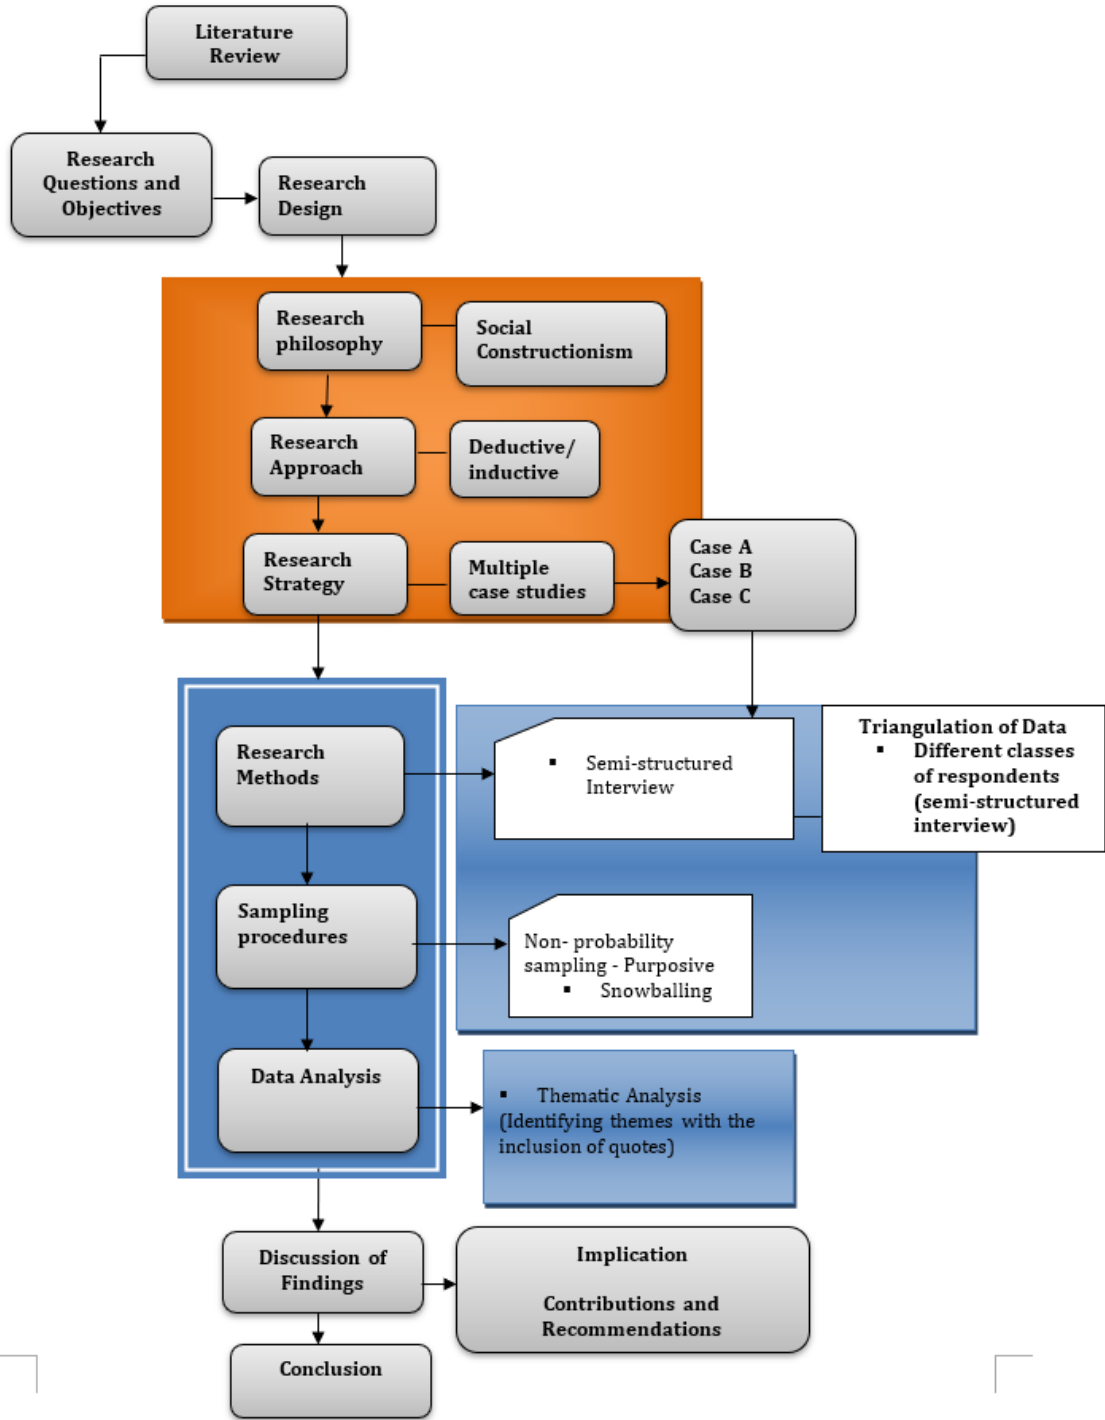 Literature
Review
Research
Questions and
Objectives
Research
Design
Research
philosophy
Social
Constructionism
Research
Approach
Deductive/
inductive
Research
Strategy
Multiple
case studies
Case A
Case B
Case C
Research
Methods
▪ Semi-structured
Interview
Triangulation of Data
▪ Different classes
of respondents
(semi-structured
interview)
Sampling
procedures
Non- probability
sampling - Purposive
▪ Snowballing
Data Analysis
▪ Thematic Analysis
(Identifying themes with the
inclusion of quotes)
Discussion of
Findings
Implication
Contributions and
Recommendations
Conclusion